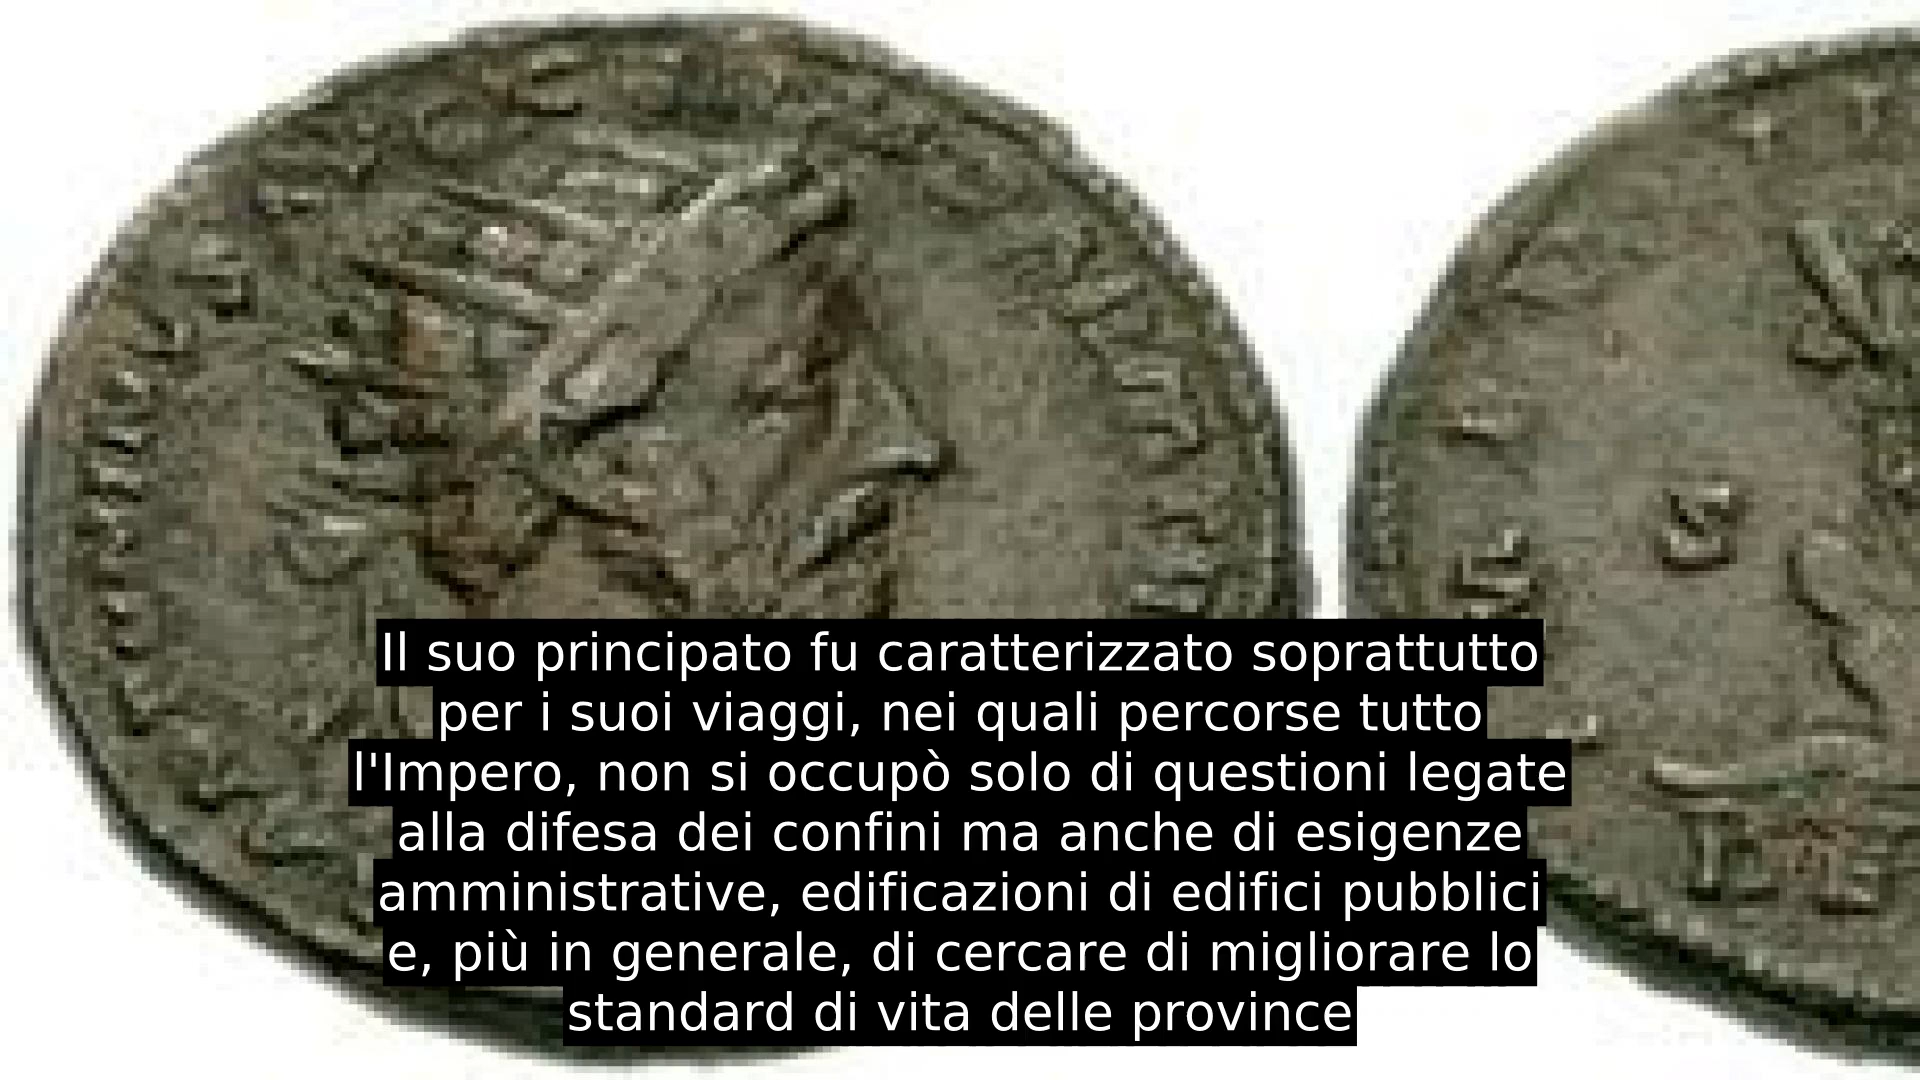 Il suo principato fu caratterizzato soprattutto
per i suoi viaggi, nei quali percorse tutto
l'Impero, non si occupò solo di questioni legate
alla difesa dei confini ma anche di esigenze
amministrative, edificazioni di edifici pubblici
e, più in generale, di cercare di migliorare lo
standard di vita delle province